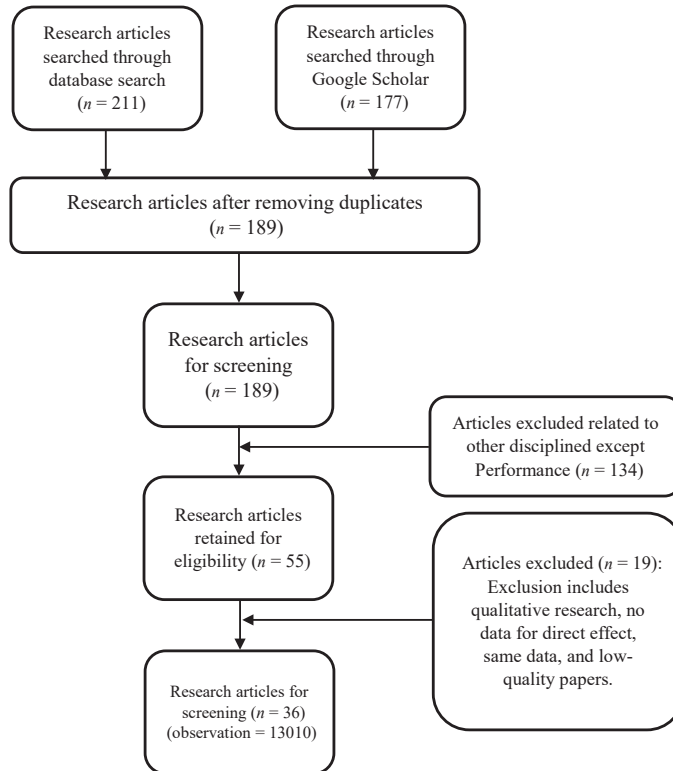 Research articles
searched through
database search
(n = 211)
Research articles
searched through
Google Scholar
(n = 177)
Research articles after removing duplicates
(n = 189)
Research articles
for screening
(n = 189)
Articles excluded related to
other disciplined except
Performance (n = 134)
Research articles
retained for
eligibility (n = 55)
Articles excluded (n = 19):
Exclusion includes
qualitative research, no
data for direct effect,
same data, and low-
quality papers.
Research articles for
screening (n = 36)
(observation = 13010)